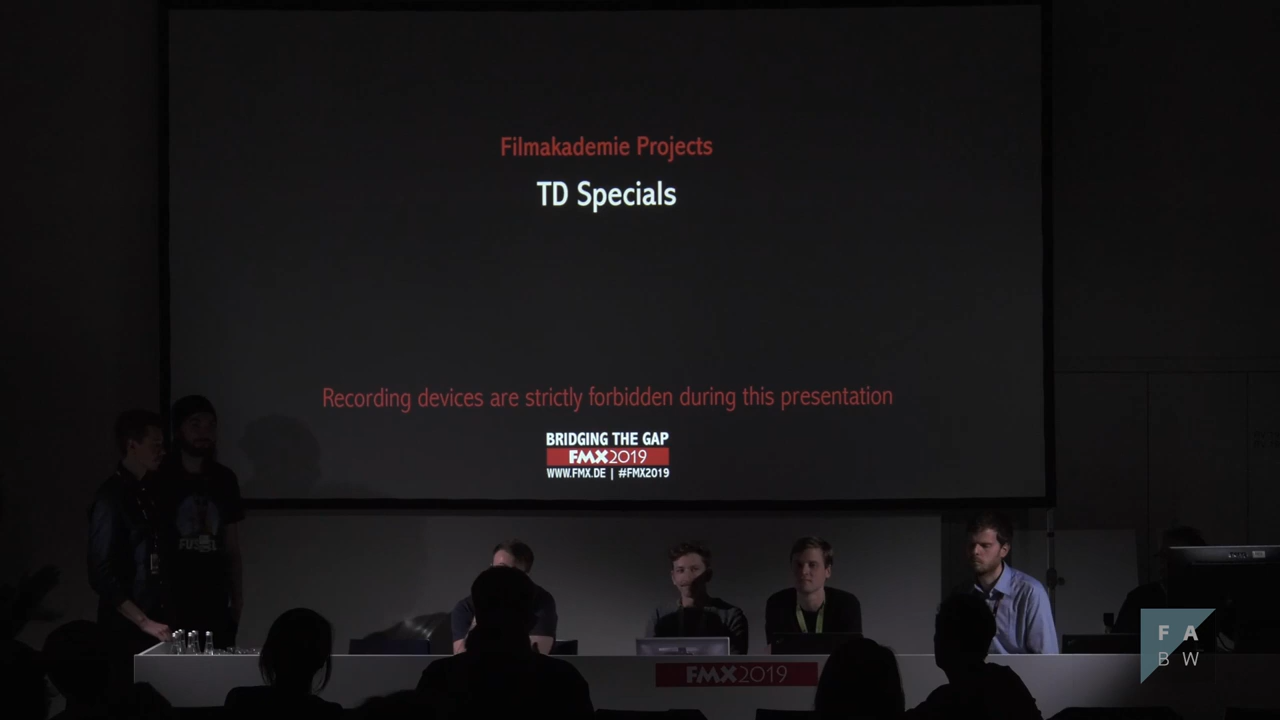 Filmakademie Projects
TD Specials
Recording devices are strictly forbidden during this presentation
BRIDGING THE GAP
FMX2019
WWW.FMX.DE | #FMX2019
FMX2019
F A
B W